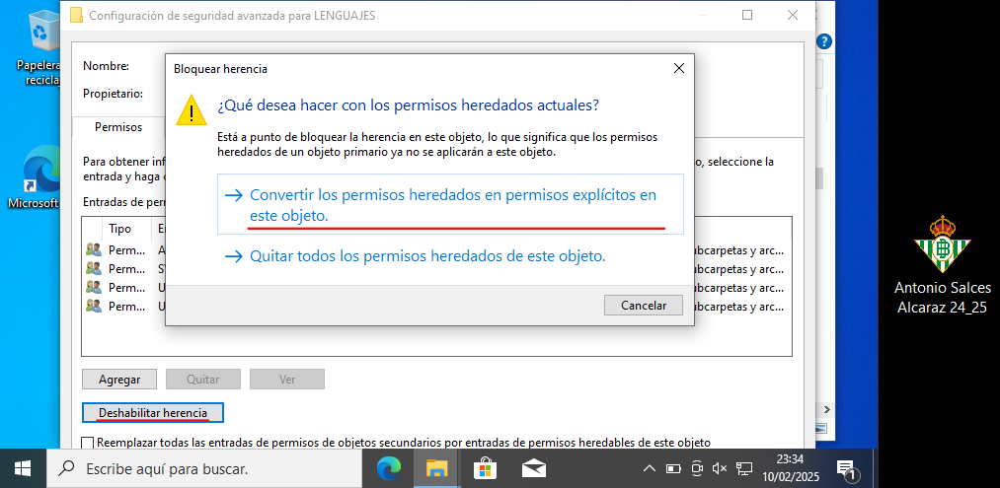 Configuración de seguridad avanzada para LENGUAJES
Papelera
recicla
Microsoft
Nombre:
Propietario:
Permisos
Para obtener inf
so, seleccione la
entrada y haga
Entradas de per
Tipo
Perm...
ubcarpetas y arc...
Perm...
ubcarpetas y arc...
Perm...
ubcarpetas y arc...
Perm...
ubcarpetas y arc...
Bloquear herencia
¿Qué desea hacer con los permisos heredados actuales?
Está a punto de bloquear la herencia en este objeto, lo que significa que los permisos
heredados de un objeto primario ya no se aplicarán a este objeto.
Convertir los permisos heredados en permisos explícitos en
este objeto.
Quitar todos los permisos heredados de este objeto.
Cancelar
Agregar
Quitar
Ver
Deshabilitar herencia
Reemplazar todas las entradas de permisos de objetos secundarios por entradas de permisos heredables de este objeto
Antonio Salces
Alcaraz 24_25
Escribe aquí para buscar.
23:34
10/02/2025
1